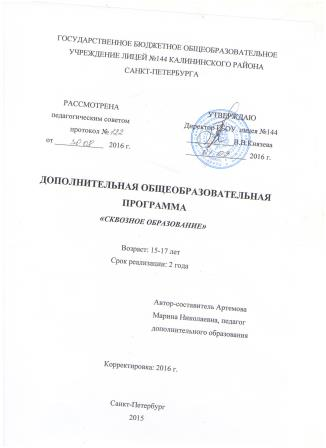 ГОСУДАРСТВЕННОЕ БЮДЖЕТНОЕ ОБЩЕОБРАЗОВАТЕЛЬНОЕ
УЧРЕЖДЕНИЕ ЛИЦЕЙ №144 КАЛИНИНСКОГО РАЙОНА
САНКТ-ПЕТЕРБУРГА
РАССМОТРЕНА
педагогическим советом
протокол № 122
от 30.08 2016 г.
УТВЕРЖДАЮ
Директор ГБОУ лицея №144
В.В.Князева
2016 г.
ДОПОЛНИТЕЛЬНАЯ ОБЩЕОБРАЗОВАТЕЛЬНАЯ
ПРОГРАММА
«СКВОЗНОЕ ОБРАЗОВАНИЕ»
Возраст: 15-17 лет
Срок реализации: 2 года
Автор-составитель Артемова
Марина Николаевна, педагог
дополнительного образования
Корректировка: 2016 г.
Санкт-Петербург
2015